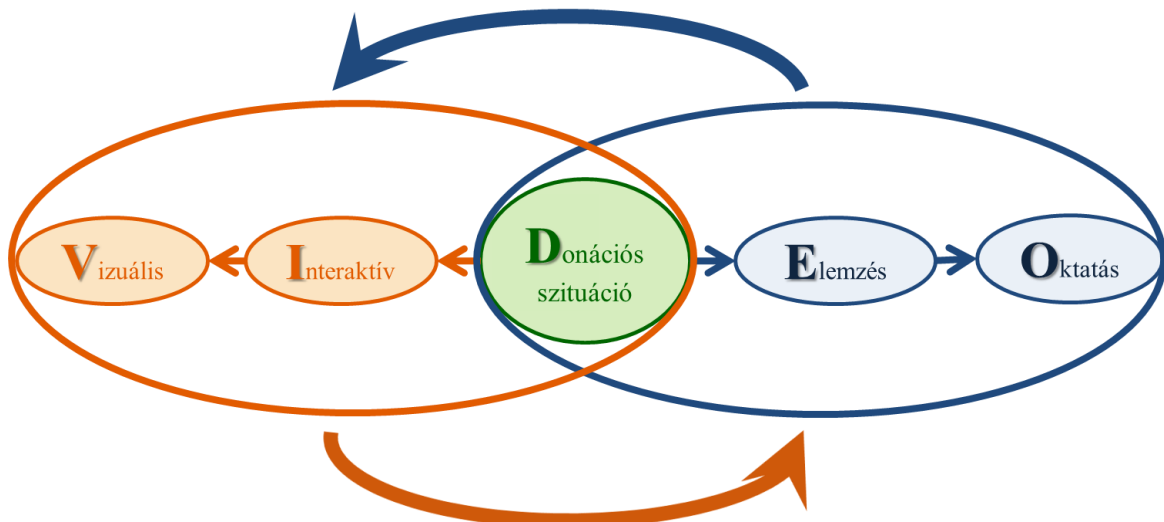 Vizuális
Interaktív
Donációs
szituáció
Elemzés
Oktatás